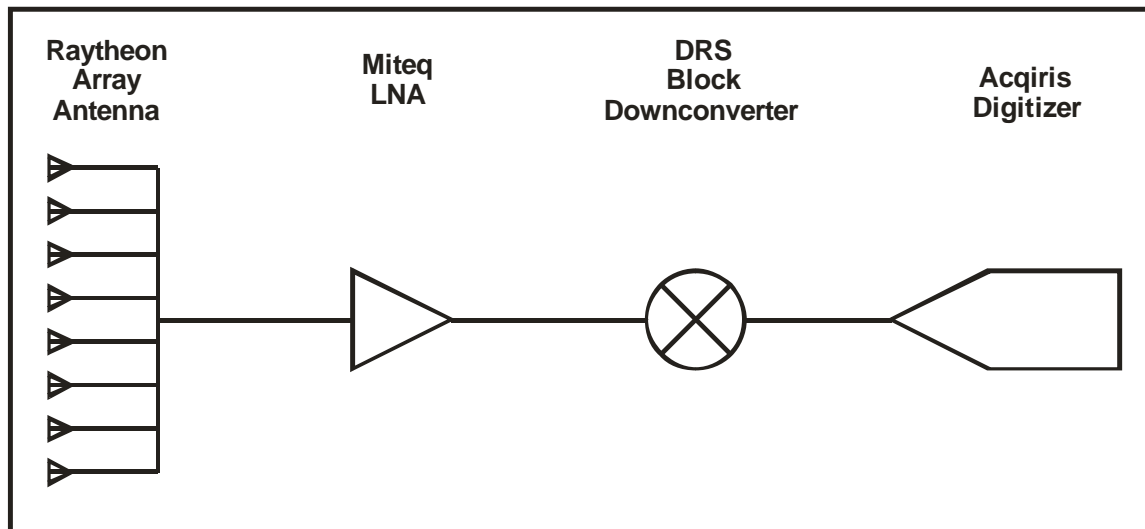 Raytheon
Array
Antenna
Miteq
LNA
DRS
Block
Downconverter
Acqiris
Digitizer